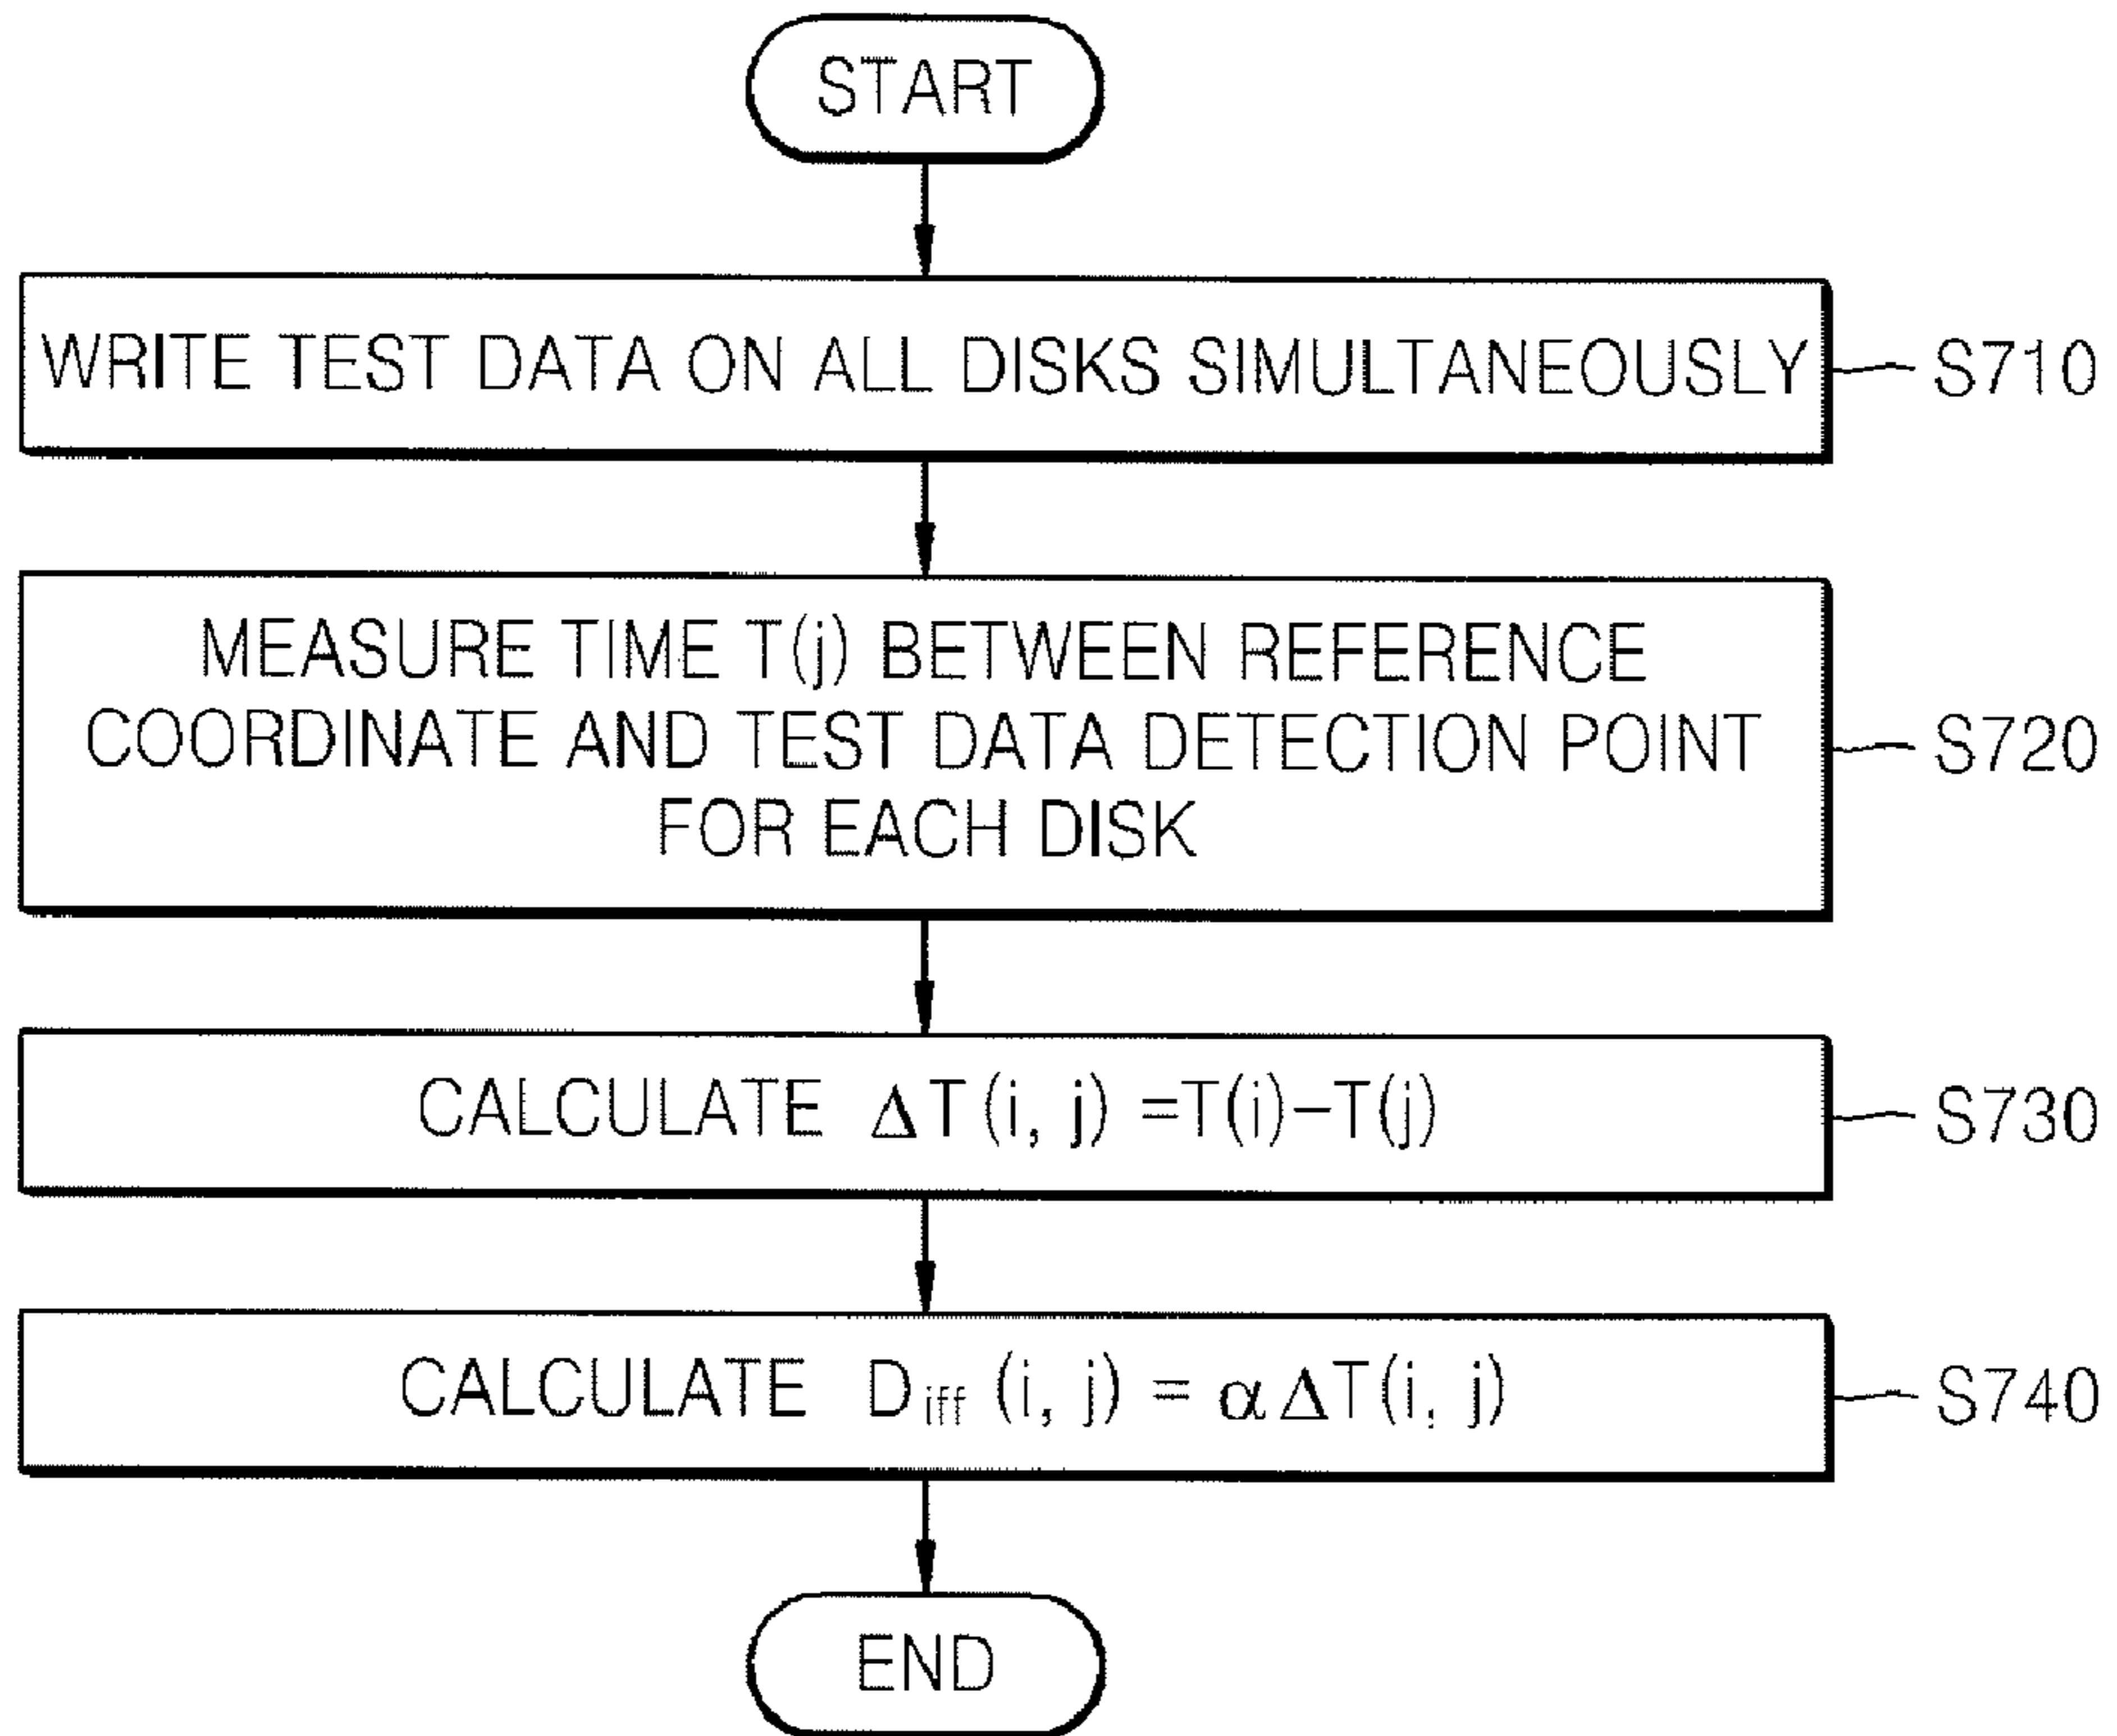 START
WRITE TEST DATA ON ALL DISKS SIMULTANEOUSLY
S710
MEASURE TIME T(j) BETWEEN REFERENCE
COORDINATE AND TEST DATA DETECTION POINT
FOR EACH DISK
S720
CALCULATE ΔT(i, j) =T(i)−T(j)
S730
CALCULATE Diff (i, j) = αΔT(i, j)
S740
END